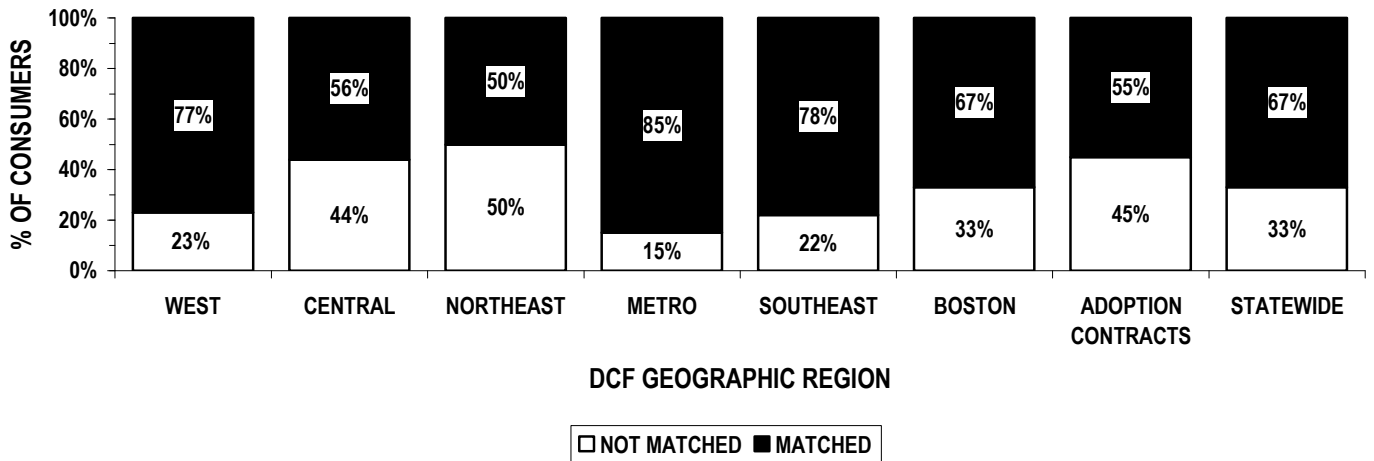 % OF CONSUMERS
100%
80%
60%
40%
20%
0%
77%
56%
50%
85%
78%
67%
55%
67%
23%
44%
50%
15%
22%
33%
45%
33%
WEST
CENTRAL
NORTHEAST
METRO
SOUTHEAST
BOSTON
ADOPTION
CONTRACTS
STATEWIDE
DCF GEOGRAPHIC REGION
NOT MATCHED
MATCHED